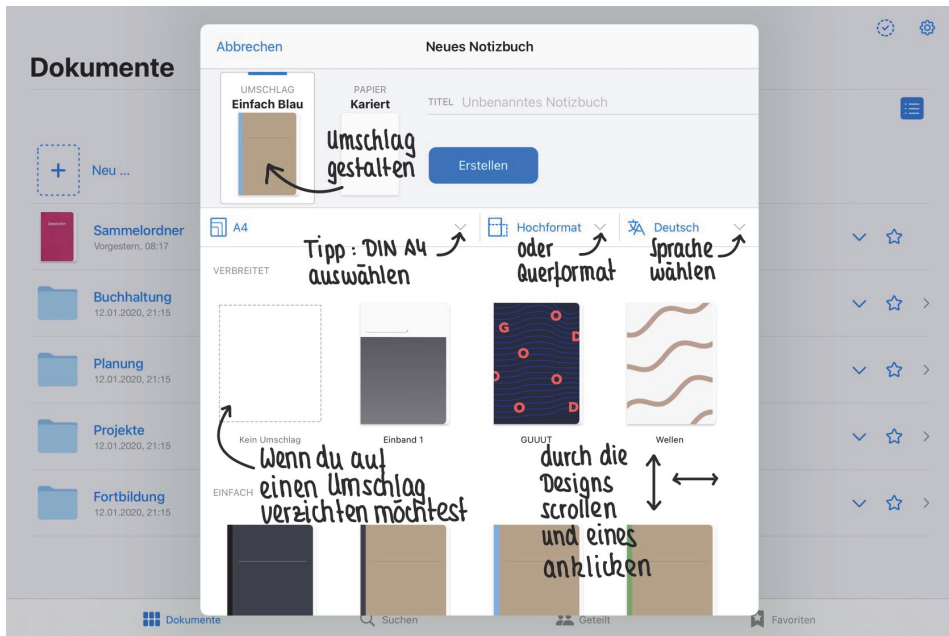 Abbrechen
Neues Notizbuch
Dokumente
UMSCHLAG
Einfach Blau
PAPIER
Kariert
TITEL Unbenanntes Notizbuch
Umschlag
gestalten
Erstellen
Neu ...
A4
Hochformat
Deutsch
Tipp: DIN A4
auswählen
oder
Querformat
Sprache
wählen
Sammelordner
Vorgestern, 08:17
VERBREITET
Buchhaltung
12.01.2020, 21:15
GOOD
Planung
12.01.2020, 21:15
Projekte
12.01.2020, 21:15
Kein Umschlag
Einband 1
GUUUT
Wellen
Wenn du auf
einen Umschlag
verzichten möchtest
durch die
Designs
scrollen
und eines
anklicken
EINFACH
Fortbildung
12.01.2020, 21:15
Dokumente
Suchen
Geteilt
Favoriten